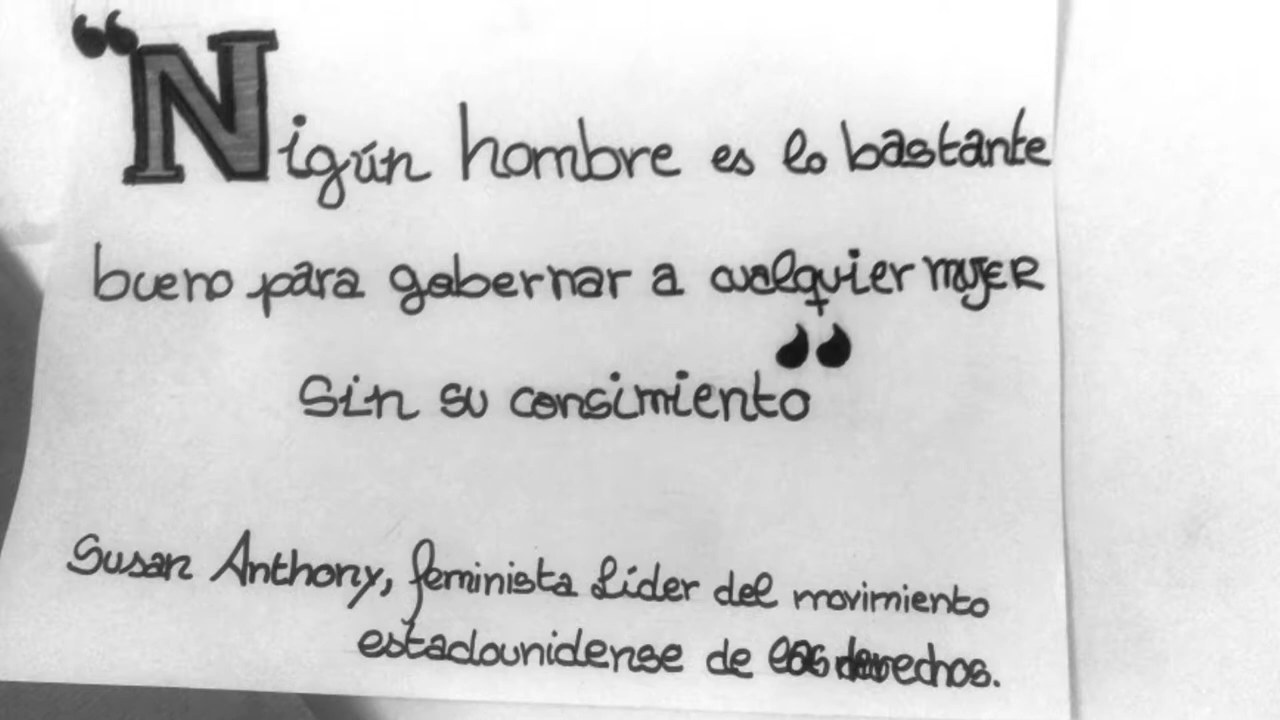 “Nigún hombre es lo bastante
bueno para gobernar a cualquier mujer
sin su consimiento”
Susan Anthony, feminista líder del movimiento
estadounidense de los derechos.